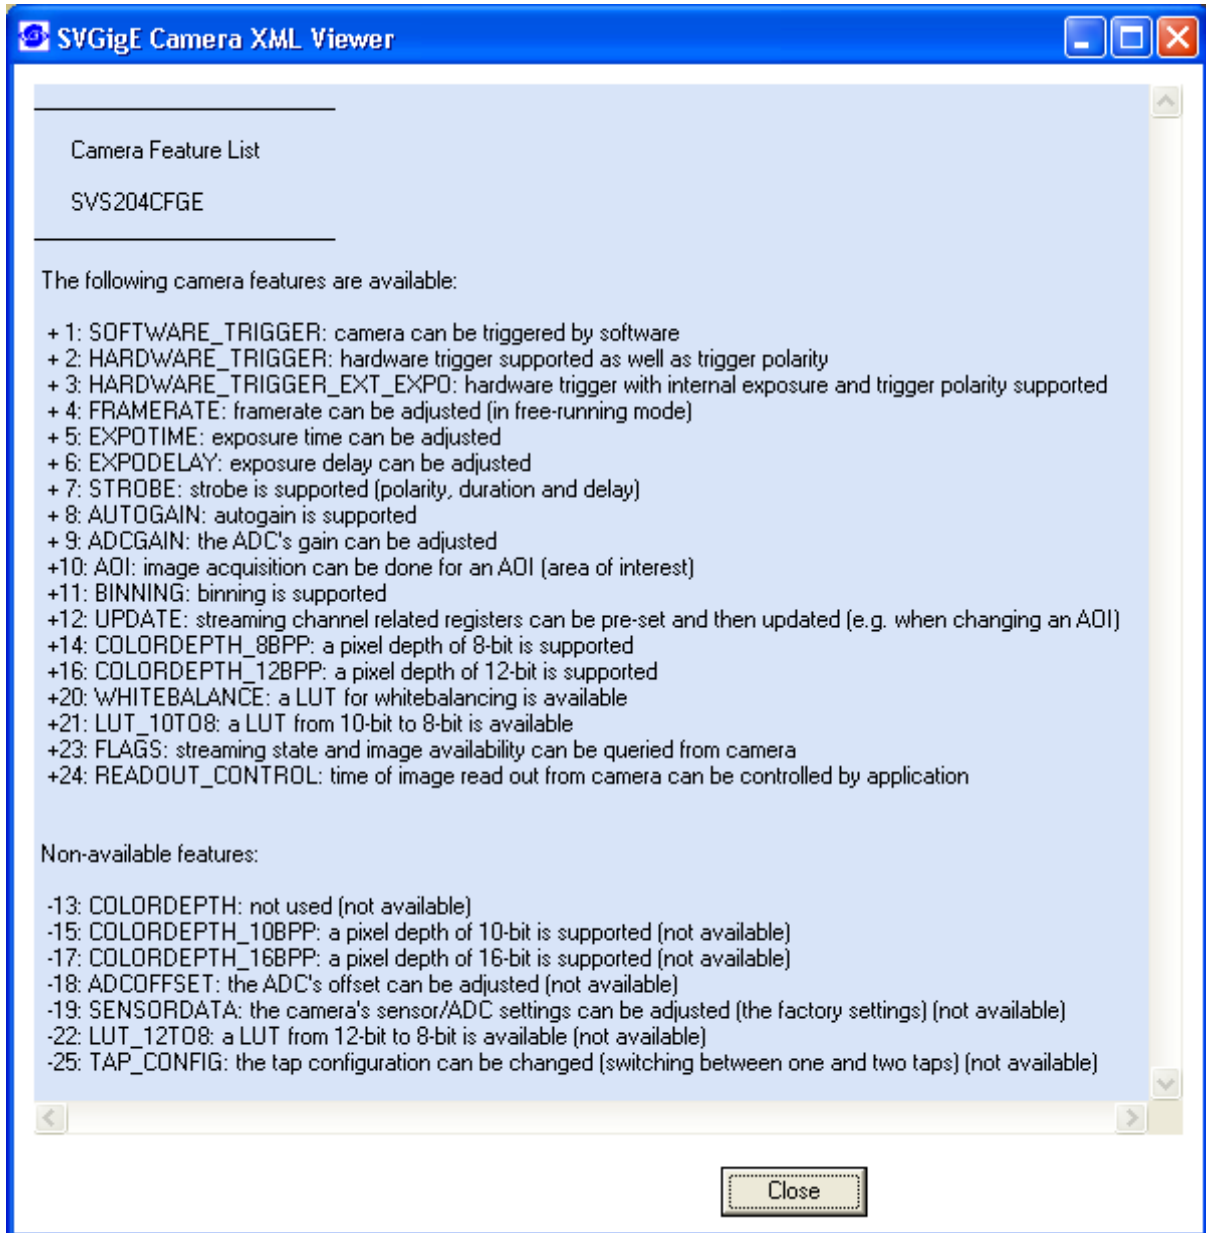 SVGigE Camera XML Viewer
Camera Feature List
SVS204CFGE
The following camera features are available:
+ 1: SOFTWARE_TRIGGER: camera can be triggered by software
+ 2: HARDWARE_TRIGGER: hardware trigger supported as well as trigger polarity
+ 3: HARDWARE_TRIGGER_EXT_EXPO: hardware trigger with internal exposure and trigger polarity supported
+ 4: FRAMERATE: framerate can be adjusted (in free-running mode)
+ 5: EXPOTIME: exposure time can be adjusted
+ 6: EXPODELAY: exposure delay can be adjusted
+ 7: STROBE: strobe is supported (polarity, duration and delay)
+ 8: AUTOGAIN: autogain is supported
+ 9: ADCGAIN: the ADC's gain can be adjusted
+10: AOI: image acquisition can be done for an AOI (area of interest)
+11: BINNING: binning is supported
+12: UPDATE: streaming channel related registers can be pre-set and then updated (e.g. when changing an AOI)
+14: COLORDEPTH_8BPP: a pixel depth of 8-bit is supported
+16: COLORDEPTH_12BPP: a pixel depth of 12-bit is supported
+20: WHITEBALANCE: a LUT for whitebalancing is available
+21: LUT_10TO8: a LUT from 10-bit to 8-bit is available
+23: FLAGS: streaming state and image availability can be queried from camera
+24: READOUT_CONTROL: time of image read out from camera can be controlled by application
Non-available features:
-13: COLORDEPTH: not used (not available)
-15: COLORDEPTH_10BPP: a pixel depth of 10-bit is supported (not available)
-17: COLORDEPTH_16BPP: a pixel depth of 16-bit is supported (not available)
-18: ADCOFFSET: the ADC's offset can be adjusted (not available)
-19: SENSORDATA: the camera's sensor/ADC settings can be adjusted (the factory settings) (not available)
-22: LUT_12TO8: a LUT from 12-bit to 8-bit is available (not available)
-25: TAP_CONFIG: the tap configuration can be changed (switching between one and two taps) (not available)
Close